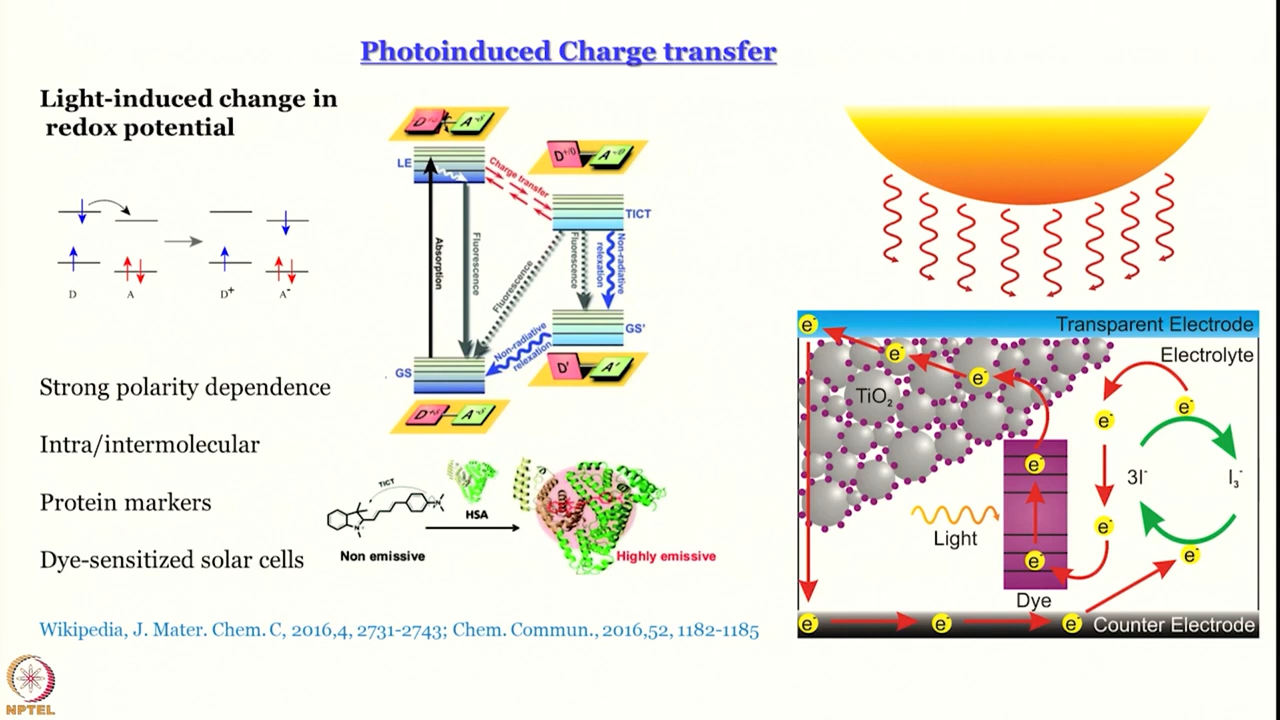 Photoinduced Charge transfer
Light-induced change in
redox potential
D
A
D+
A-
Strong polarity dependence
Intra/intermolecular
Protein markers
Dye-sensitized solar cells
LE
Absorption
Fluorescence
Charge transfer
TICT
Fluorescence
Fluorescence
Non-radiative
relexation
GS'
Non-radiative
relexation
GS
D+δ
A-δ
TICT
N
N
Non emissive
HSA
Highly emissive
Transparent Electrode
Electrolyte
TiO2
e-
e-
e-
e-
e-
e-
e-
e-
e-
3I-
I3-
Light
Dye
e-
e-
e-
Counter Electrode
Wikipedia, J. Mater. Chem. C, 2016,4, 2731-2743; Chem. Commun., 2016,52, 1182-1185
NPTEL